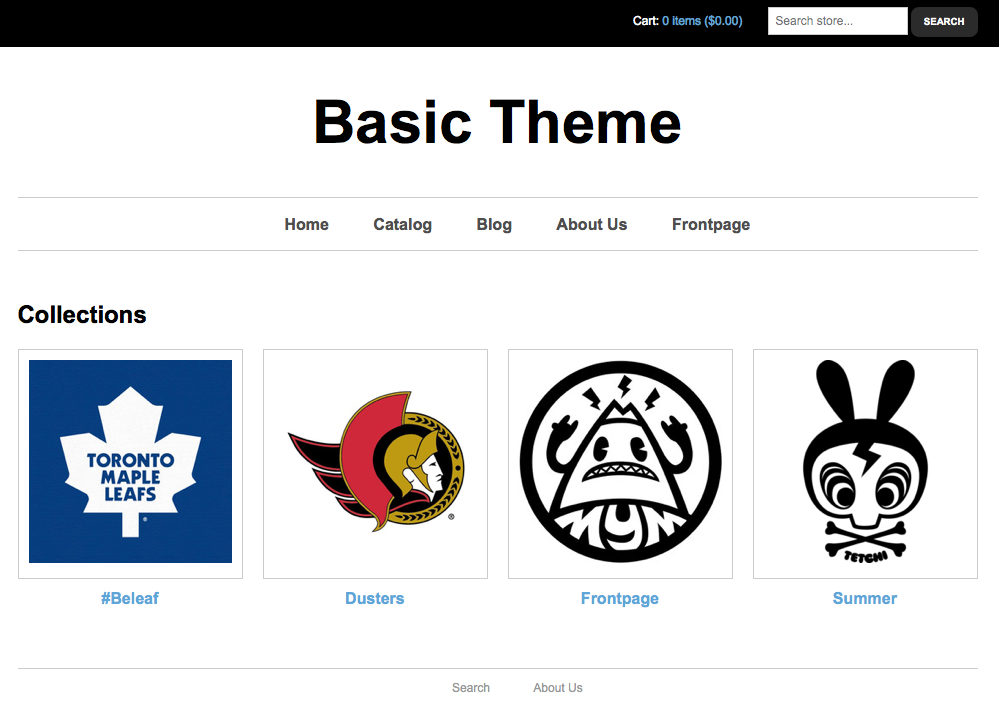 Cart: 0 items ($0.00) Search store... SEARCH
Basic Theme
Home Catalog Blog About Us Frontpage
Collections
TORONTO
MAPLE
LEAFS
®
®
MYM
TETCHI
#Beleaf Dusters Frontpage Summer
Search About Us